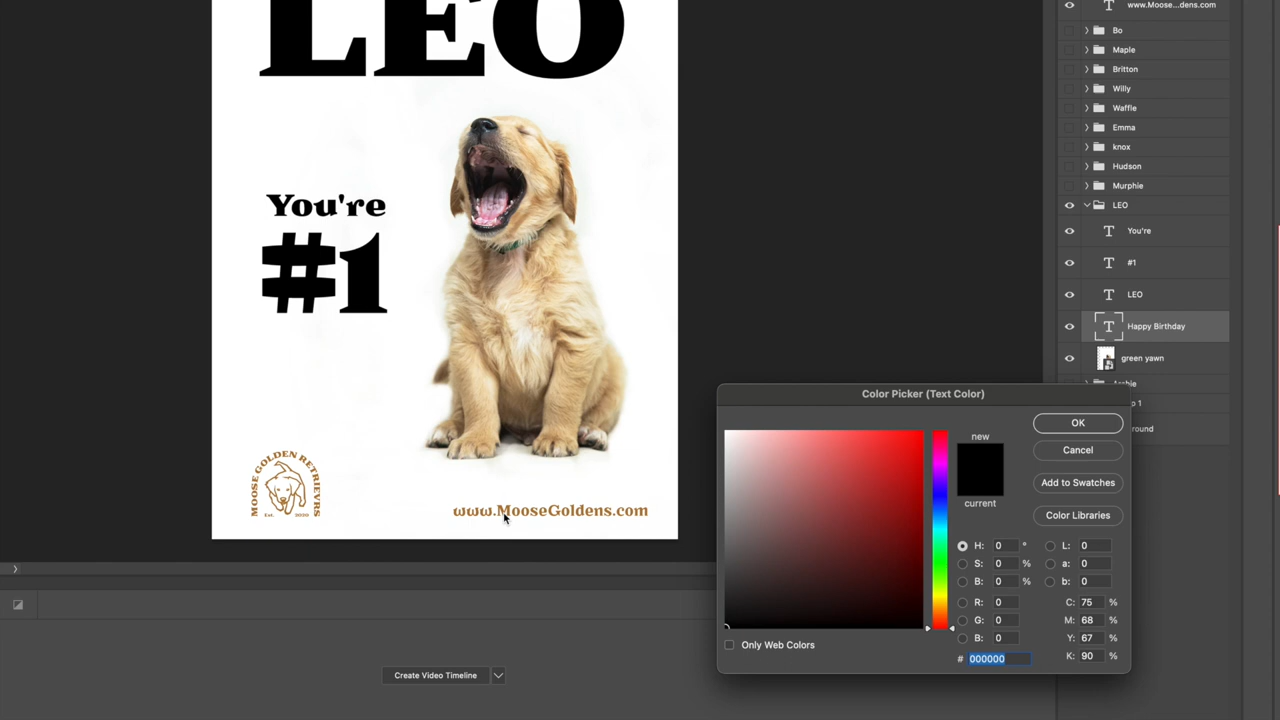 www.Moose...dens.com
Bo
Maple
Britton
Willy
Waffle
Emma
knox
Hudson
Murphie
LEO
You're
#1
LEO
Happy Birthday
green yawn
LEO
You're
#1
MOOSE GOLDEN RETRIEVRS
Est. 2020
www.MooseGoldens.com
Create Video Timeline
Color Picker (Text Color)
new
current
OK
Cancel
Add to Swatches
Color Libraries
H: 0 °
S: 0 %
B: 0 %
R: 0
G: 0
B: 0
# 000000
L: 0
a: 0
b: 0
C: 75 %
M: 68 %
Y: 67 %
K: 90 %
Only Web Colors